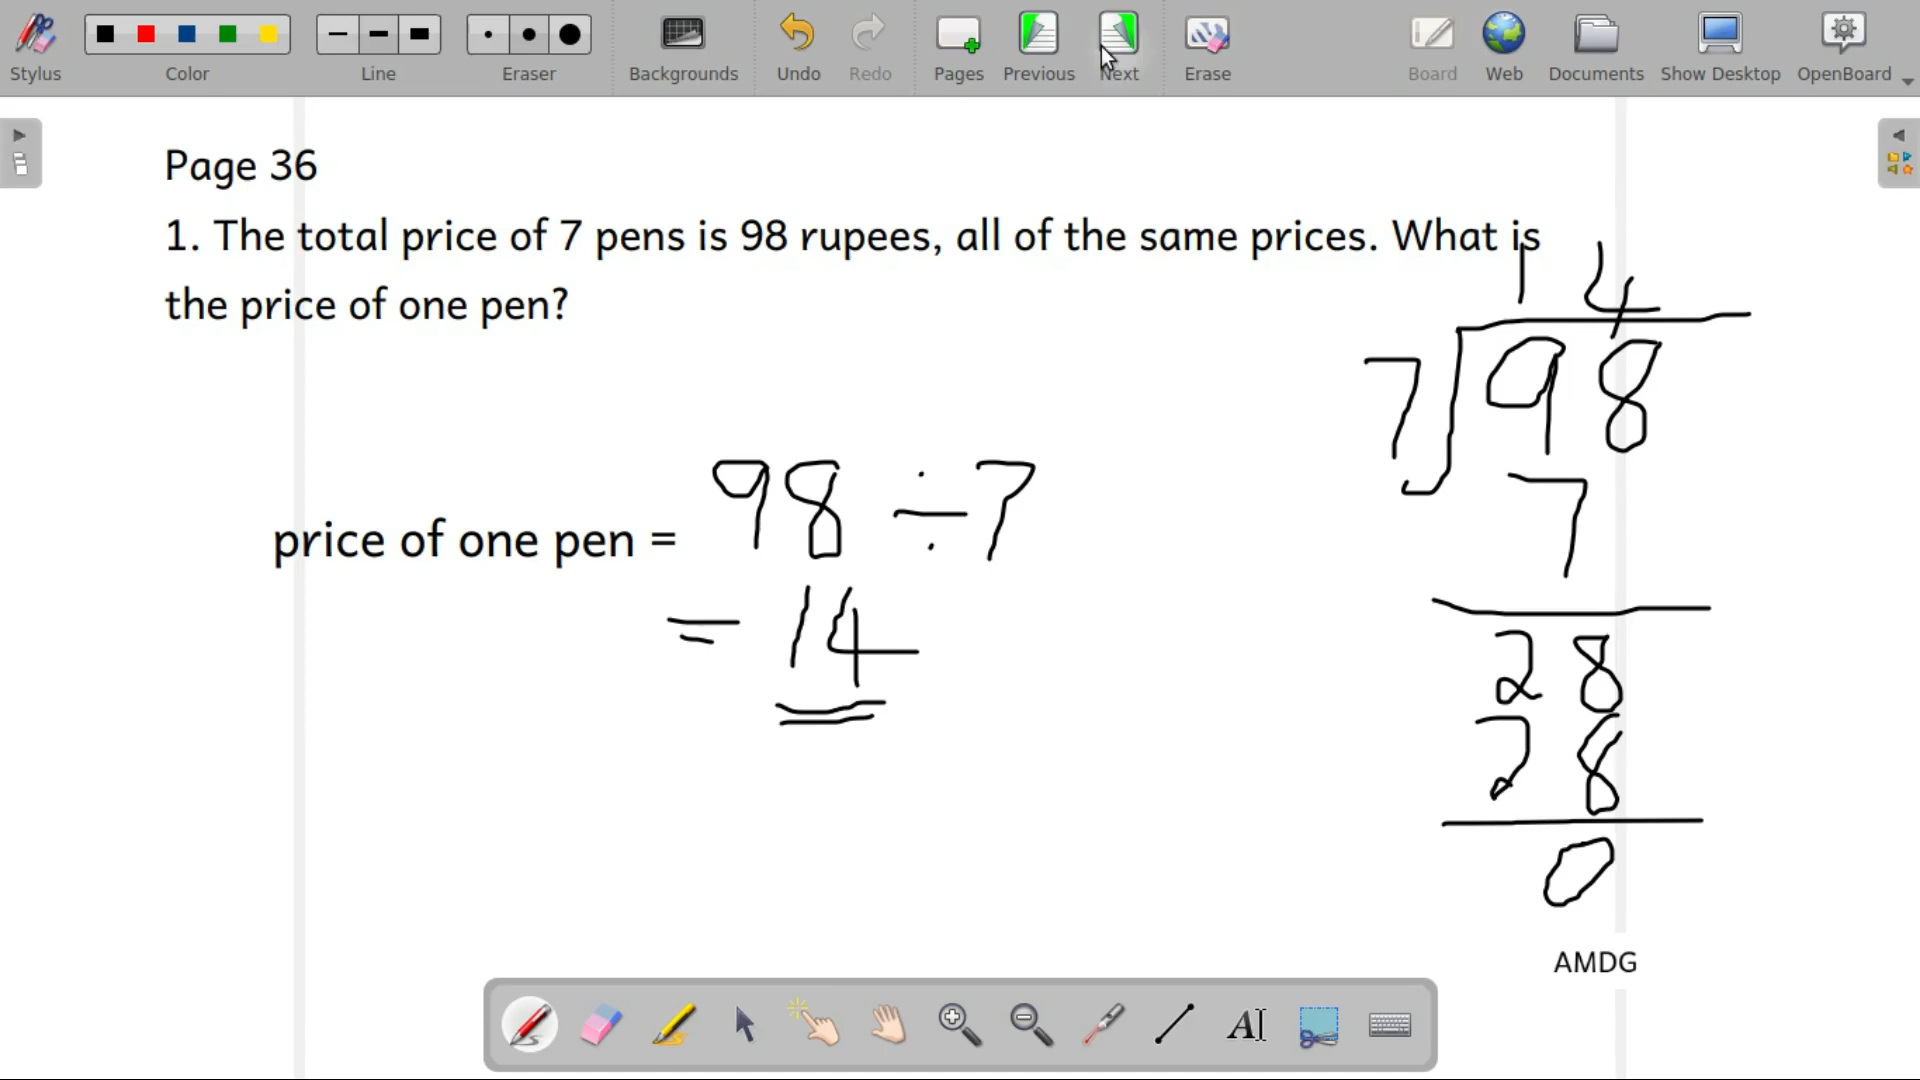 Stylus Color Line Eraser Backgrounds Undo Redo Pages Previous Next Erase Board Web Documents Show Desktop OpenBoard
Page 36
1. The total price of 7 pens is 98 rupees, all of the same prices. What is
the price of one pen?
price of one pen = 98 ÷ 7
= 14
14
7 98
7
28
28
0
AMDG